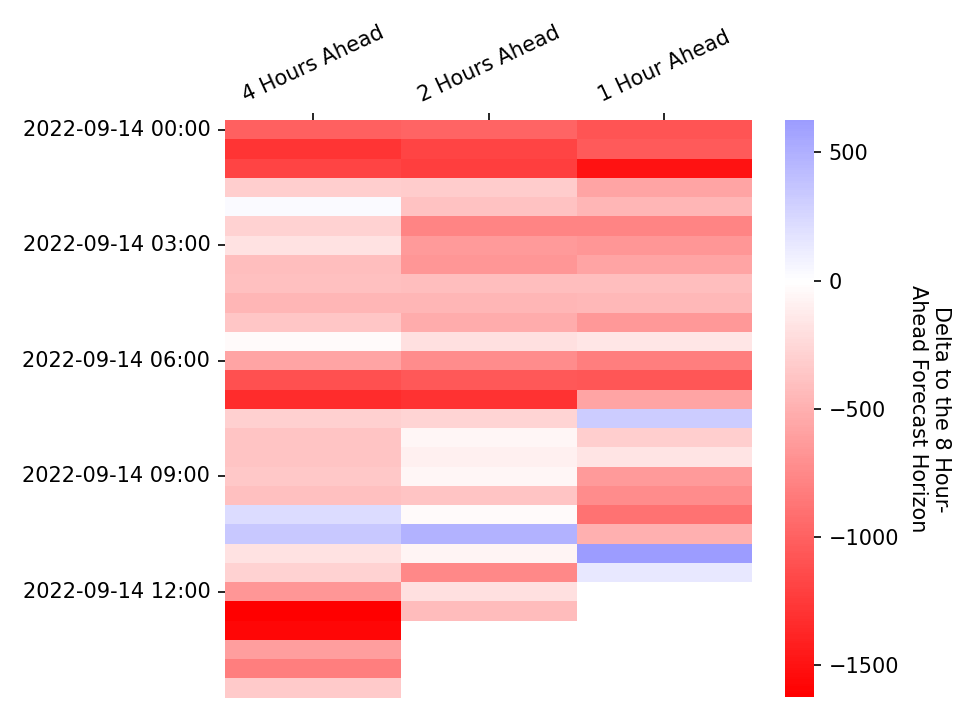 4 Hours Ahead
2 Hours Ahead
1 Hour Ahead
2022-09-14 00:00
2022-09-14 03:00
2022-09-14 06:00
2022-09-14 09:00
2022-09-14 12:00
500
0
−500
−1000
−1500
Delta to the 8 Hour-
Ahead Forecast Horizon